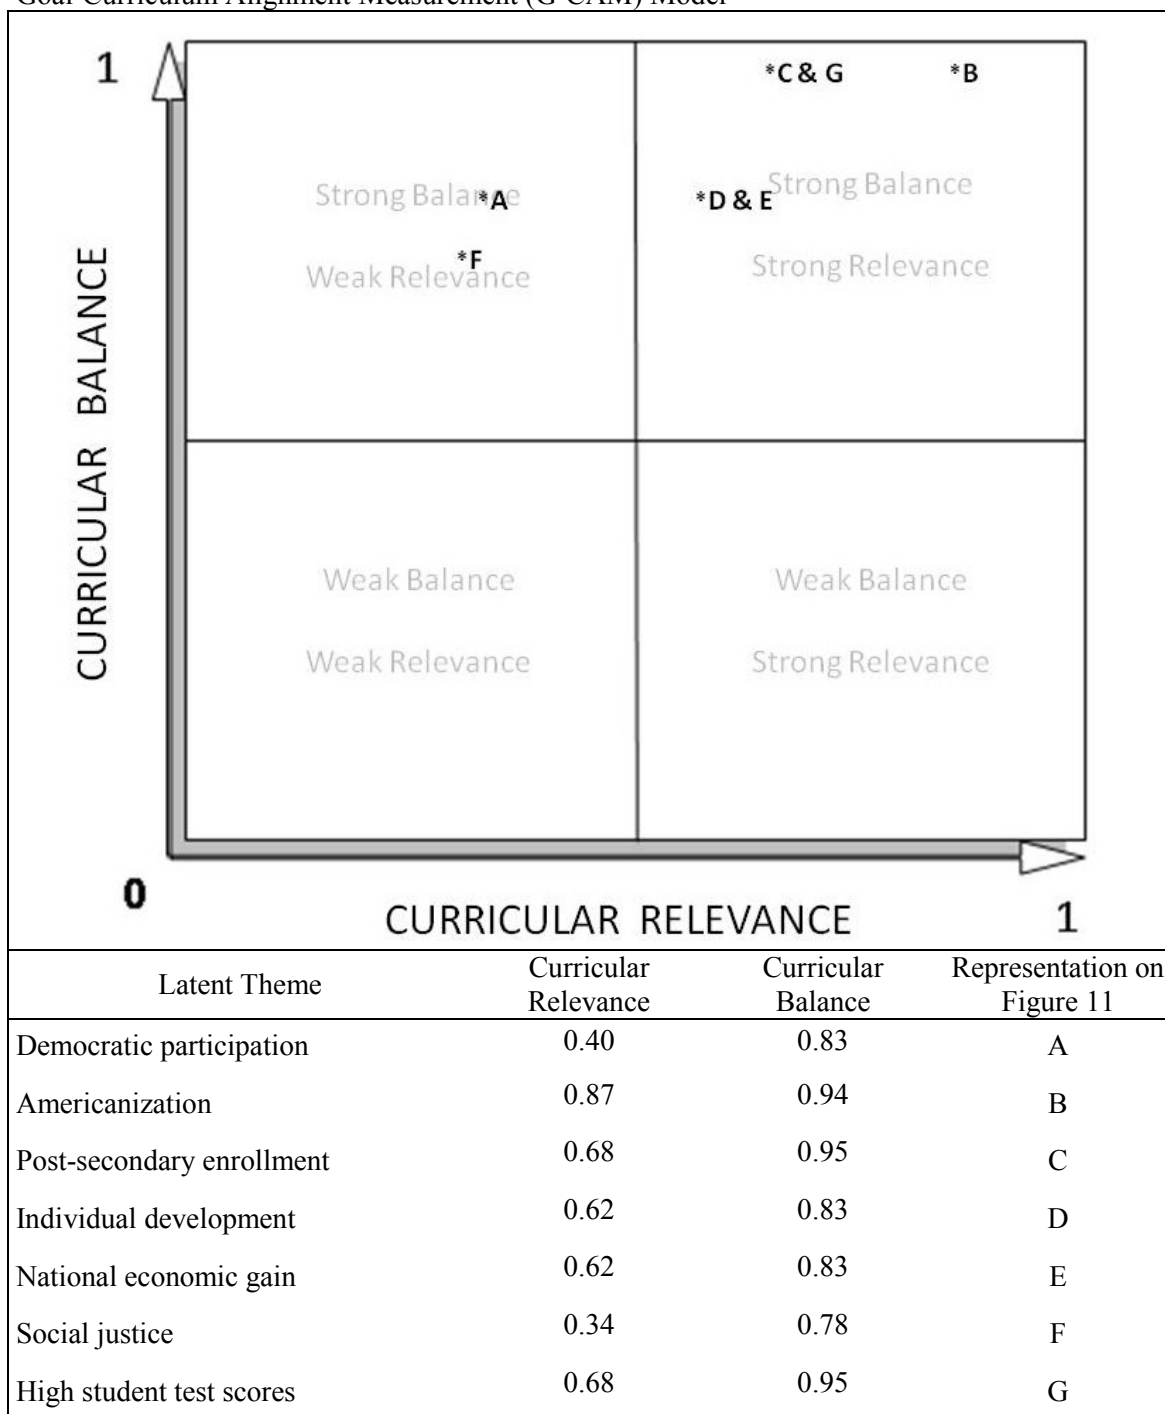 Goal-Curriculum Alignment Measurement (G-CAM) Model
1
*C & G *B
Strong Balance
*A
*D & E
Strong Balance
*F
Weak Relevance
Strong Relevance
CURRICULAR BALANCE
Weak Balance
Weak Balance
Weak Relevance
Strong Relevance
0
CURRICULAR RELEVANCE
1
Latent Theme Curricular Relevance Curricular Balance Representation on Figure 11
Democratic participation 0.40 0.83 A
Americanization 0.87 0.94 B
Post-secondary enrollment 0.68 0.95 C
Individual development 0.62 0.83 D
National economic gain 0.62 0.83 E
Social justice 0.34 0.78 F
High student test scores 0.68 0.95 G